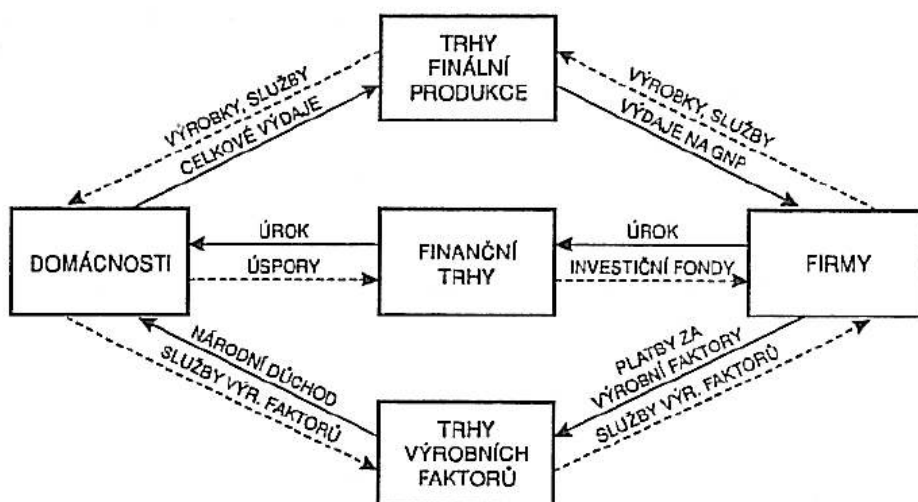 TRHY
FINÁLNÍ
PRODUKCE
VÝROBKY, SLUŽBY
CELKOVÉ VÝDAJE
VÝROBKY, SLUŽBY
VÝDAJE NA GNP
DOMÁCNOSTI
ÚROK
ÚSPORY
FINANČNÍ
TRHY
ÚROK
INVESTIČNÍ FONDY
FIRMY
NÁRODNÍ DŮCHOD
SLUŽBY VÝR. FAKTORŮ
PLATBY ZA
VÝROBNÍ FAKTORY
SLUŽBY VÝR. FAKTORŮ
TRHY
VÝROBNÍCH
FAKTORŮ